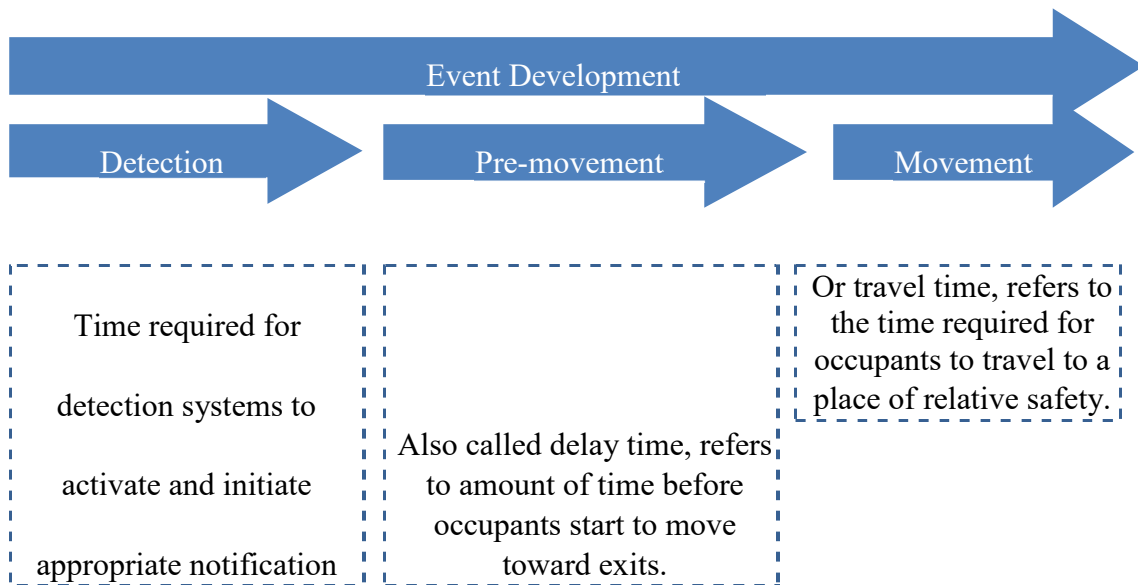 Event Development
Detection
Pre-movement
Movement
Time required for
detection systems to
activate and initiate
appropriate notification
Also called delay time, refers
to amount of time before
occupants start to move
toward exits.
Or travel time, refers to
the time required for
occupants to travel to a
place of relative safety.